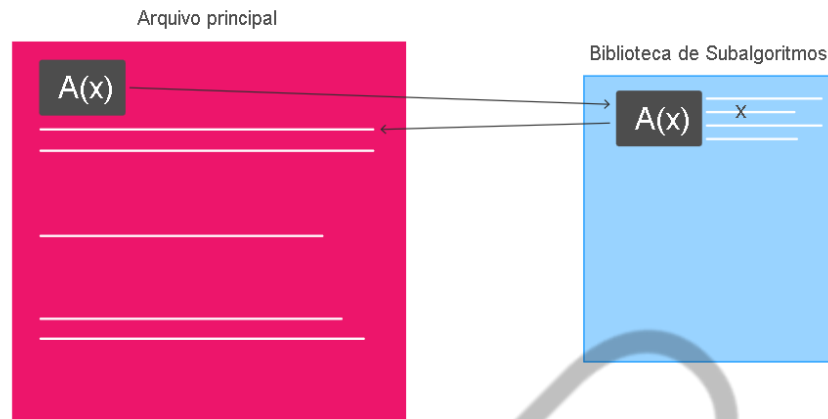 Arquivo principal
Biblioteca de Subalgoritmos
A(x)
A(x)
x